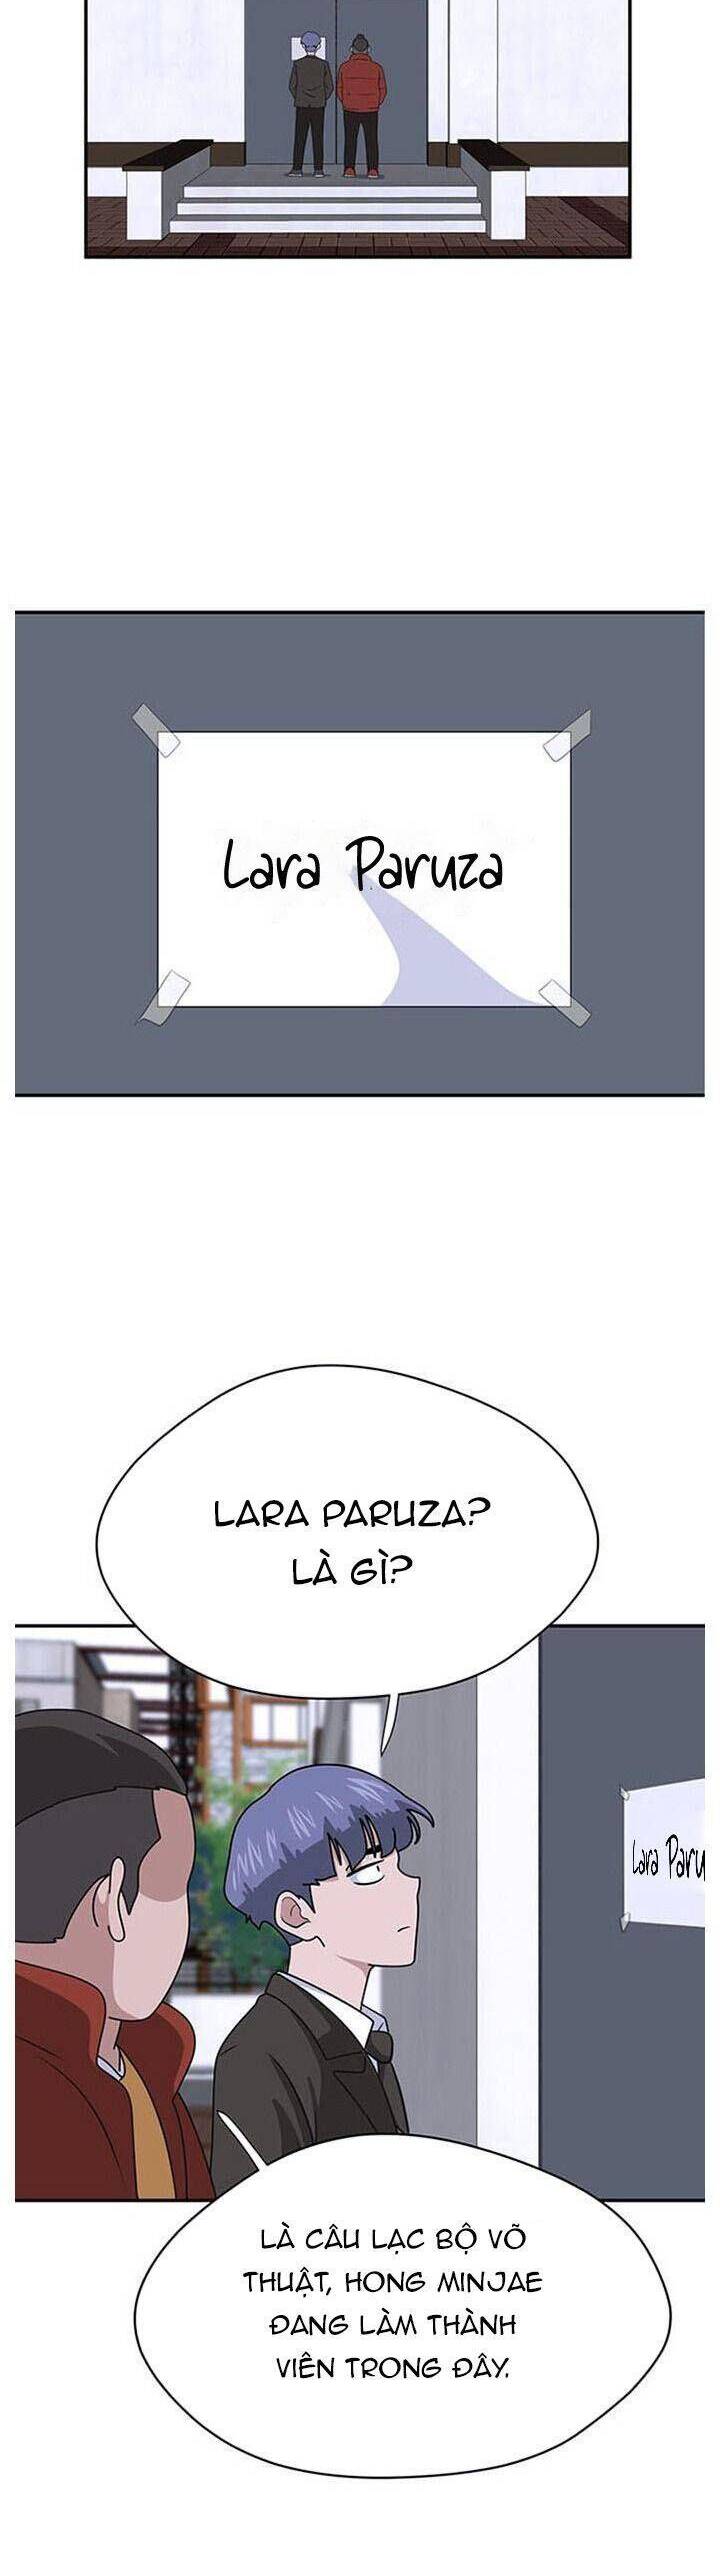 Lara Paruza
LARA PARUZA?
LÀ GÌ?
Lara Paru
LÀ CÂU LẠC BỘ VÕ
THUẬT, HONG MINJAE
ĐANG LÀM THÀNH
VIÊN TRONG ĐÂY.